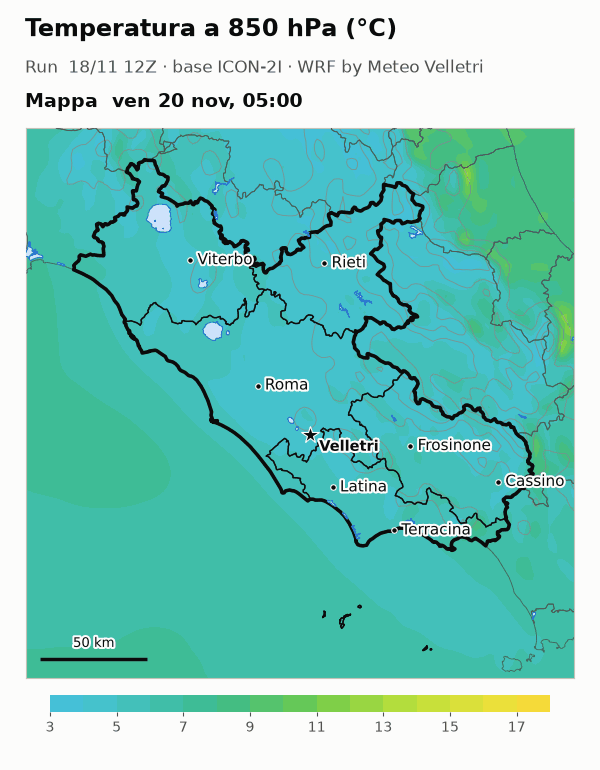 Temperatura a 850 hPa (°C)
Run  18/11 12Z · base ICON-2I · WRF by Meteo Velletri
Mappa  ven 20 nov, 05:00
Viterbo
Rieti
Roma
Velletri
Frosinone
Cassino
Latina
Terracina
50 km
3 5 7 9 11 13 15 17